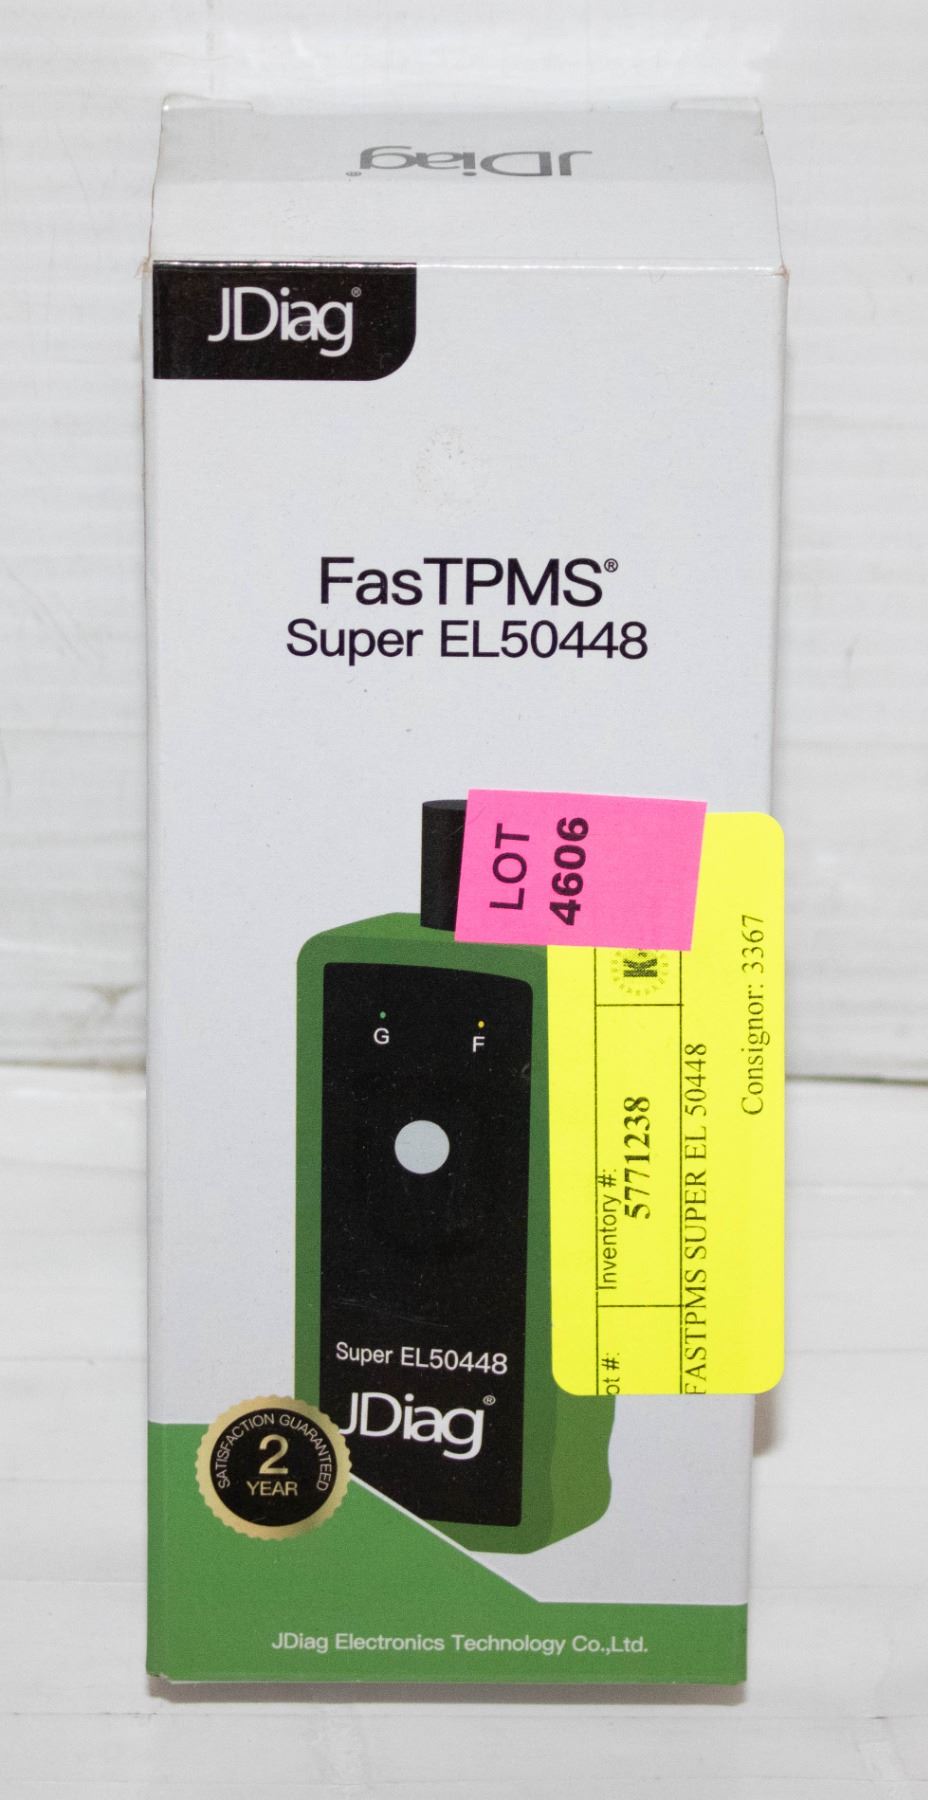 JDiag®
JDiag®
FasTPMS®
Super EL50448
LOT
4606
G
F
Inventory #:
5771238
ot #:
FASTPMS SUPER EL 50448
Consignor: 3367
Super EL50448
JDiag®
SATISFACTION GUARANTEED
2
YEAR
JDiag Electronics Technology Co.,Ltd.